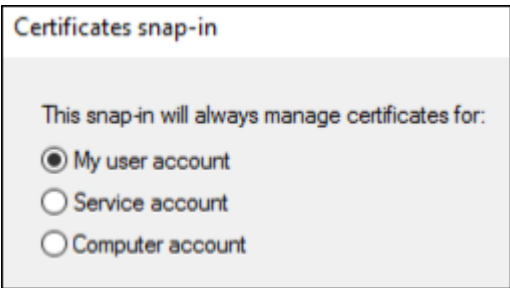 Certificates snap-in
This snap-in will always manage certificates for:
My user account
Service account
Computer account